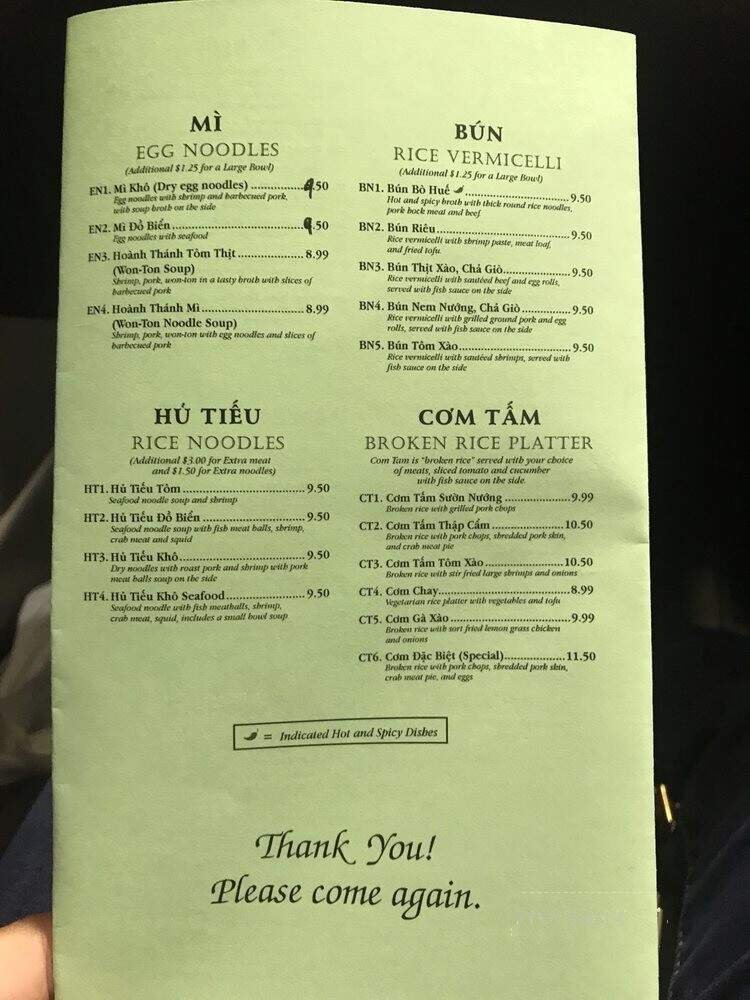 MÌ
EGG NOODLES
(Additional $1.25 for a Large Bowl)
EN1. Mì Khô (Dry egg noodles) ............... 9.50
Egg noodles with shrimp and barbecued pork,
with soup broth on the side
EN2. Mì Đồ Biển ............... 9.50
Egg noodles with seafood
EN3. Hoành Thánh Tôm Thịt ............... 8.99
(Won-Ton Soup)
Shrimp, pork, won-ton in a tasty broth with slices of
barbecued pork
EN4. Hoành Thánh Mì ............... 8.99
(Won-Ton Noodle Soup)
Shrimp, pork, won-ton with egg noodles and slices of
barbecued pork
BÚN
RICE VERMICELLI
(Additional $1.25 for a Large Bowl)
BN1. Bún Bò Huế ............... 9.50
Hot and spicy broth with thick round rice noodles,
pork hock meat and beef
BN2. Bún Riêu ............... 9.50
Rice vermicelli with shrimp paste, meat loaf,
and fried tofu
BN3. Bún Thịt Xào, Chả Giò ............... 9.50
Rice vermicelli with sautéed beef and egg rolls,
served with fish sauce on the side
BN4. Bún Nem Nướng, Chả Giò ............... 9.50
Rice vermicelli with grilled ground pork and egg
rolls, served with fish sauce on the side
BN5. Bún Tôm Xào ............... 9.50
Rice vermicelli with sautéed shrimps, served with
fish sauce on the side
HỦ TIẾU
RICE NOODLES
(Additional $3.00 for Extra meat
and $1.50 for Extra noodles)
HT1. Hủ Tiếu Tôm ............... 9.50
Seafood noodle soup and shrimp
HT2. Hủ Tiếu Đồ Biển ............... 9.50
Seafood noodle soup with fish meat balls, shrimp,
crab meat and squid
HT3. Hủ Tiếu Khô ............... 9.50
Dry noodles with roast pork and shrimp with pork
meat balls soup on the side
HT4. Hủ Tiếu Khô Seafood ............... 9.50
Seafood noodle with fish meatballs, shrimp,
crab meat, squid, includes a small bowl soup
CƠM TẤM
BROKEN RICE PLATTER
Com Tam is "broken rice" served with your choice
of meats, sliced tomato and cucumber
with fish sauce on the side.
CT1. Cơm Tấm Sườn Nướng ............... 9.99
Broken rice with grilled pork chops
CT2. Cơm Tấm Thập Cẩm ............... 10.50
Broken rice with pork chops, shredded pork skin,
and crab meat pie
CT3. Cơm Tấm Tôm Xào ............... 10.50
Broken rice with stir fried large shrimps and onions
CT4. Cơm Chay ............... 8.99
Vegetarian rice platter with vegetables and tofu
CT5. Cơm Gà Xào ............... 9.99
Broken rice with sort fried lemon grass chicken
and onions
CT6. Cơm Đặc Biệt (Special) ............... 11.50
Broken rice with pork chops, shredded pork skin,
crab meat pie, and eggs
= Indicated Hot and Spicy Dishes
Thank You!
Please come again.